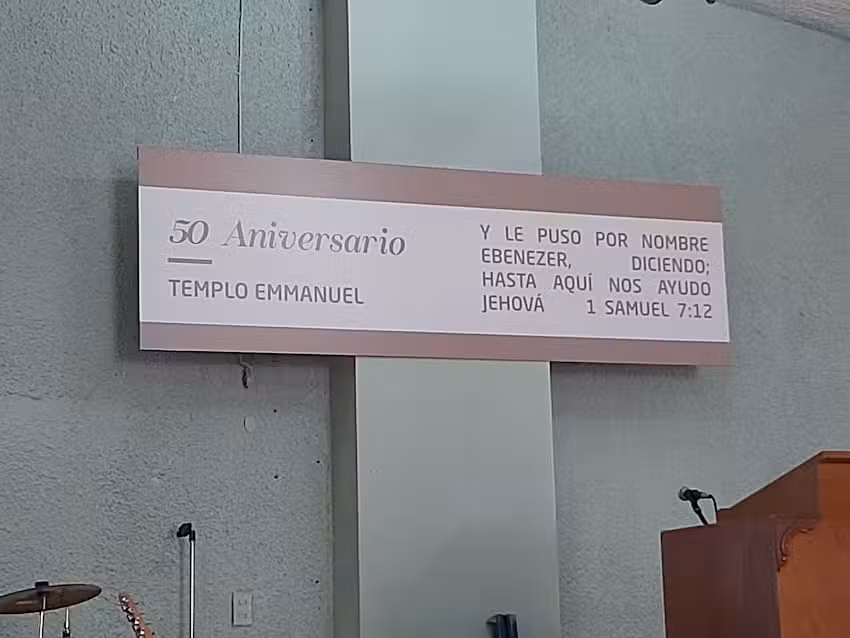 50 Aniversario
TEMPLO EMMANUEL
Y LE PUSO POR NOMBRE
EBENEZER, DICIENDO;
HASTA AQUÍ NOS AYUDO
JEHOVÁ 1 SAMUEL 7:12